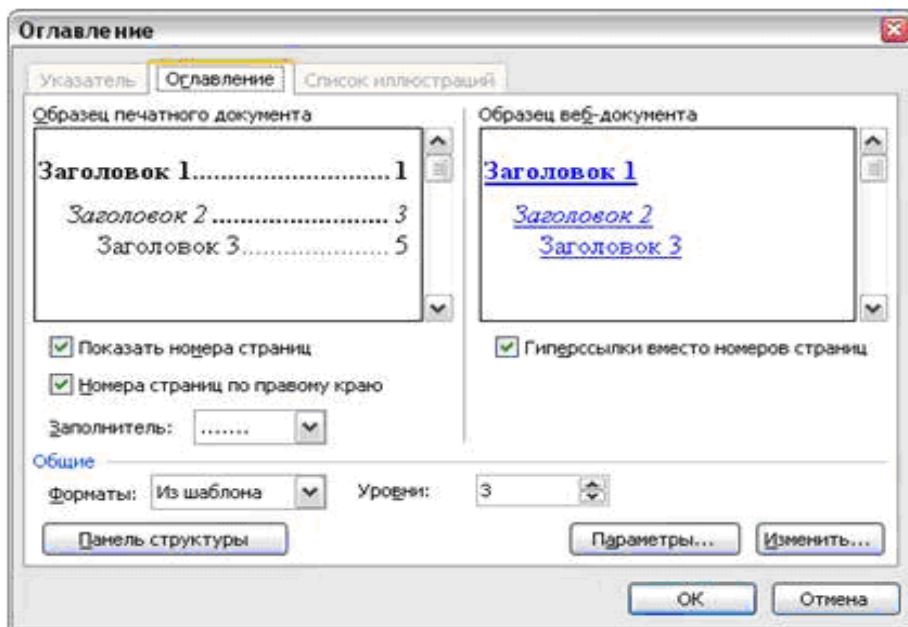 Оглавление
Указатель Оглавление Список иллюстраций
Образец печатного документа
Заголовок 1..............................1
Заголовок 2..........................3
Заголовок 3......................5
Образец веб-документа
Заголовок 1
Заголовок 2
Заголовок 3
Показать номера страниц
Номера страниц по правому краю
Заполнитель: .......
Гиперссылки вместо номеров страниц
Общие
Форматы: Из шаблона Уровни: 3
Панель структуры Параметры... Изменить...
ОК Отмена